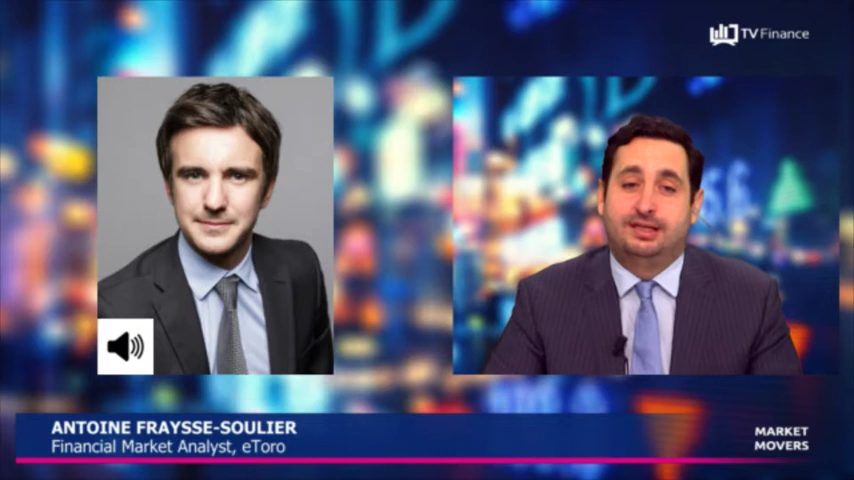 TV Finance
ANTOINE FRAYSSE-SOULIER
Financial Market Analyst, eToro
MARKET
MOVERS